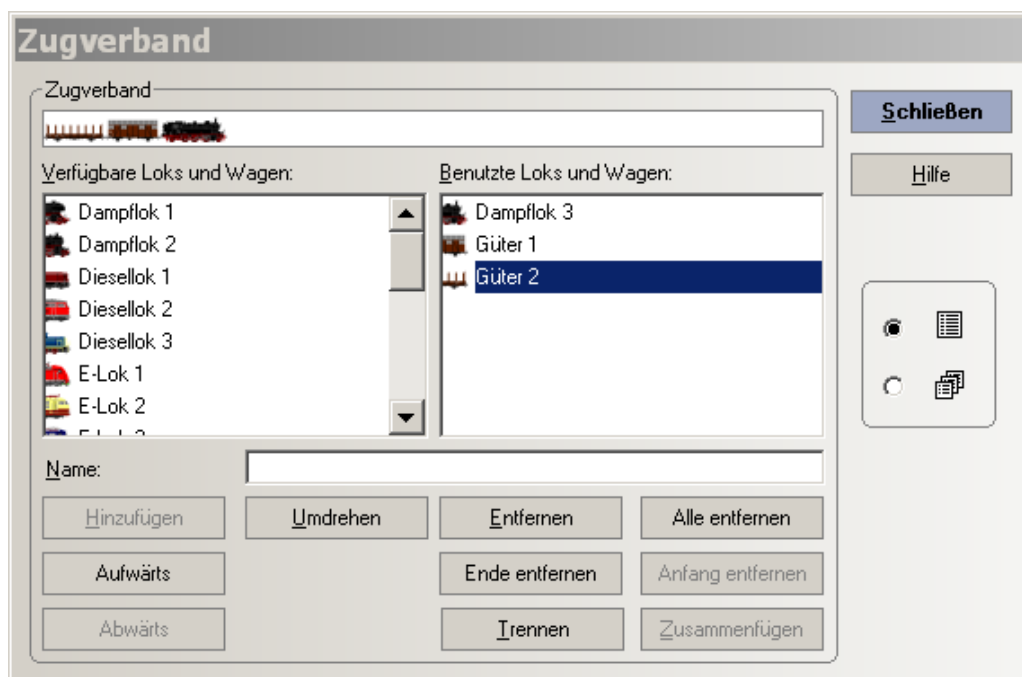 Zugverband
Zugverband
Schließen
Verfügbare Loks und Wagen:
Benutzte Loks und Wagen:
Hilfe
Dampflok 1
Dampflok 2
Diesellok 1
Diesellok 2
Diesellok 3
E-Lok 1
E-Lok 2
Dampflok 3
Güter 1
Güter 2
Name:
Hinzufügen
Umdrehen
Entfernen
Alle entfernen
Aufwärts
Ende entfernen
Anfang entfernen
Abwärts
Trennen
Zusammenfügen